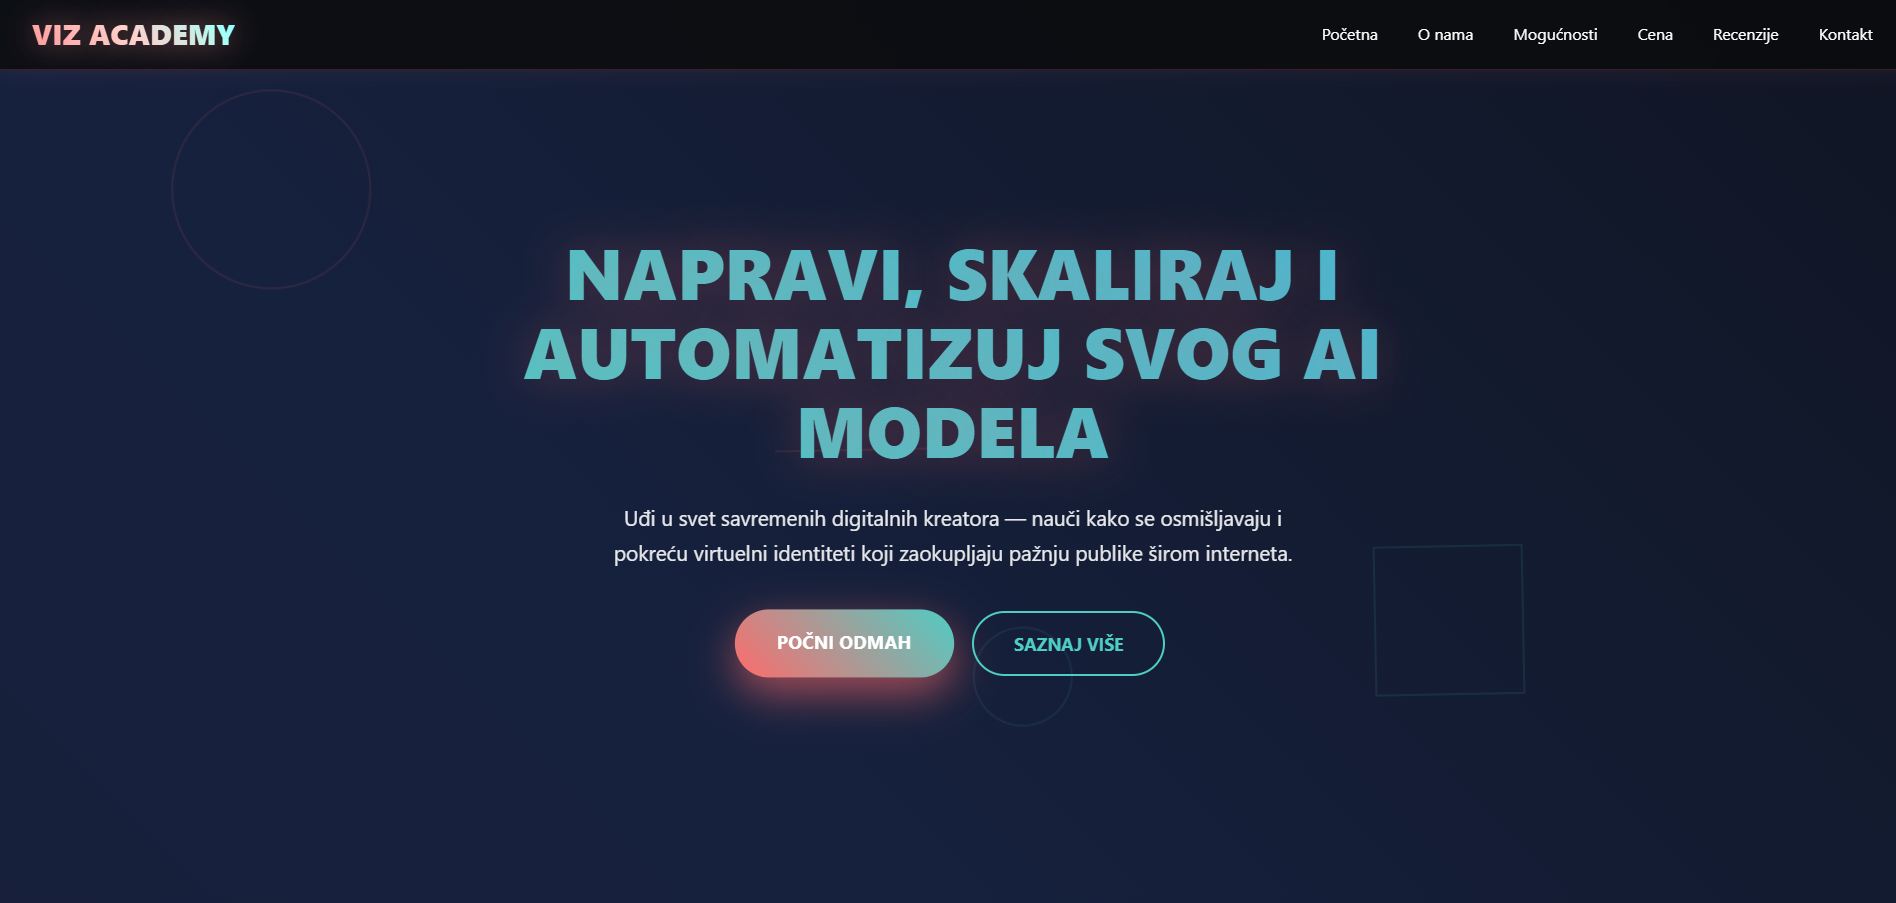 VIZ ACADEMY
Početna
O nama
Mogućnosti
Cena
Recenzije
Kontakt
NAPRAVI, SKALIRAJ I
AUTOMATIZUJ SVOG AI
MODELA
Uđi u svet savremenih digitalnih kreatora — nauči kako se osmišljavaju i
pokreću virtuelni identiteti koji zaokupljaju pažnju publike širom interneta.
POČNI ODMAH
SAZNAJ VIŠE